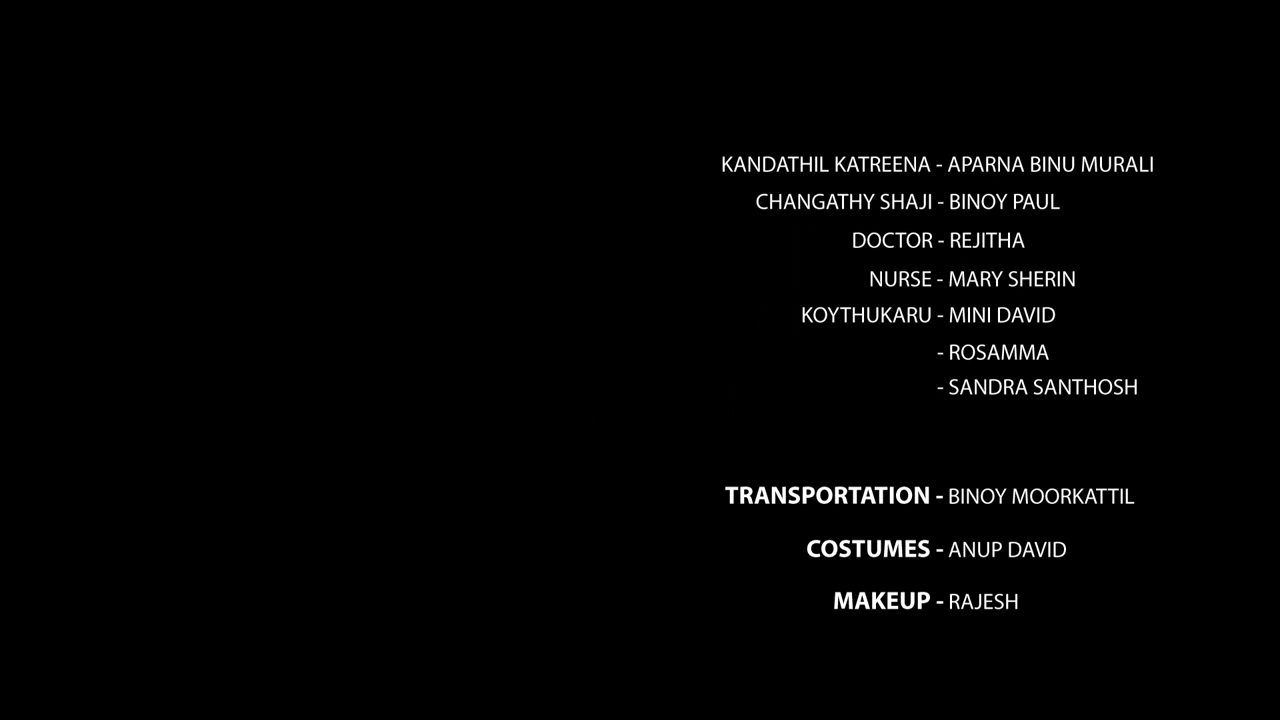 KANDATHIL KATREENA - APARNA BINU MURALI
CHANGATHY SHAJI - BINOY PAUL
DOCTOR - REJITHA
NURSE - MARY SHERIN
KOYTHUKARU - MINI DAVID
- ROSAMMA
- SANDRA SANTHOSH
TRANSPORTATION - BINOY MOORKATTIL
COSTUMES - ANUP DAVID
MAKEUP - RAJESH